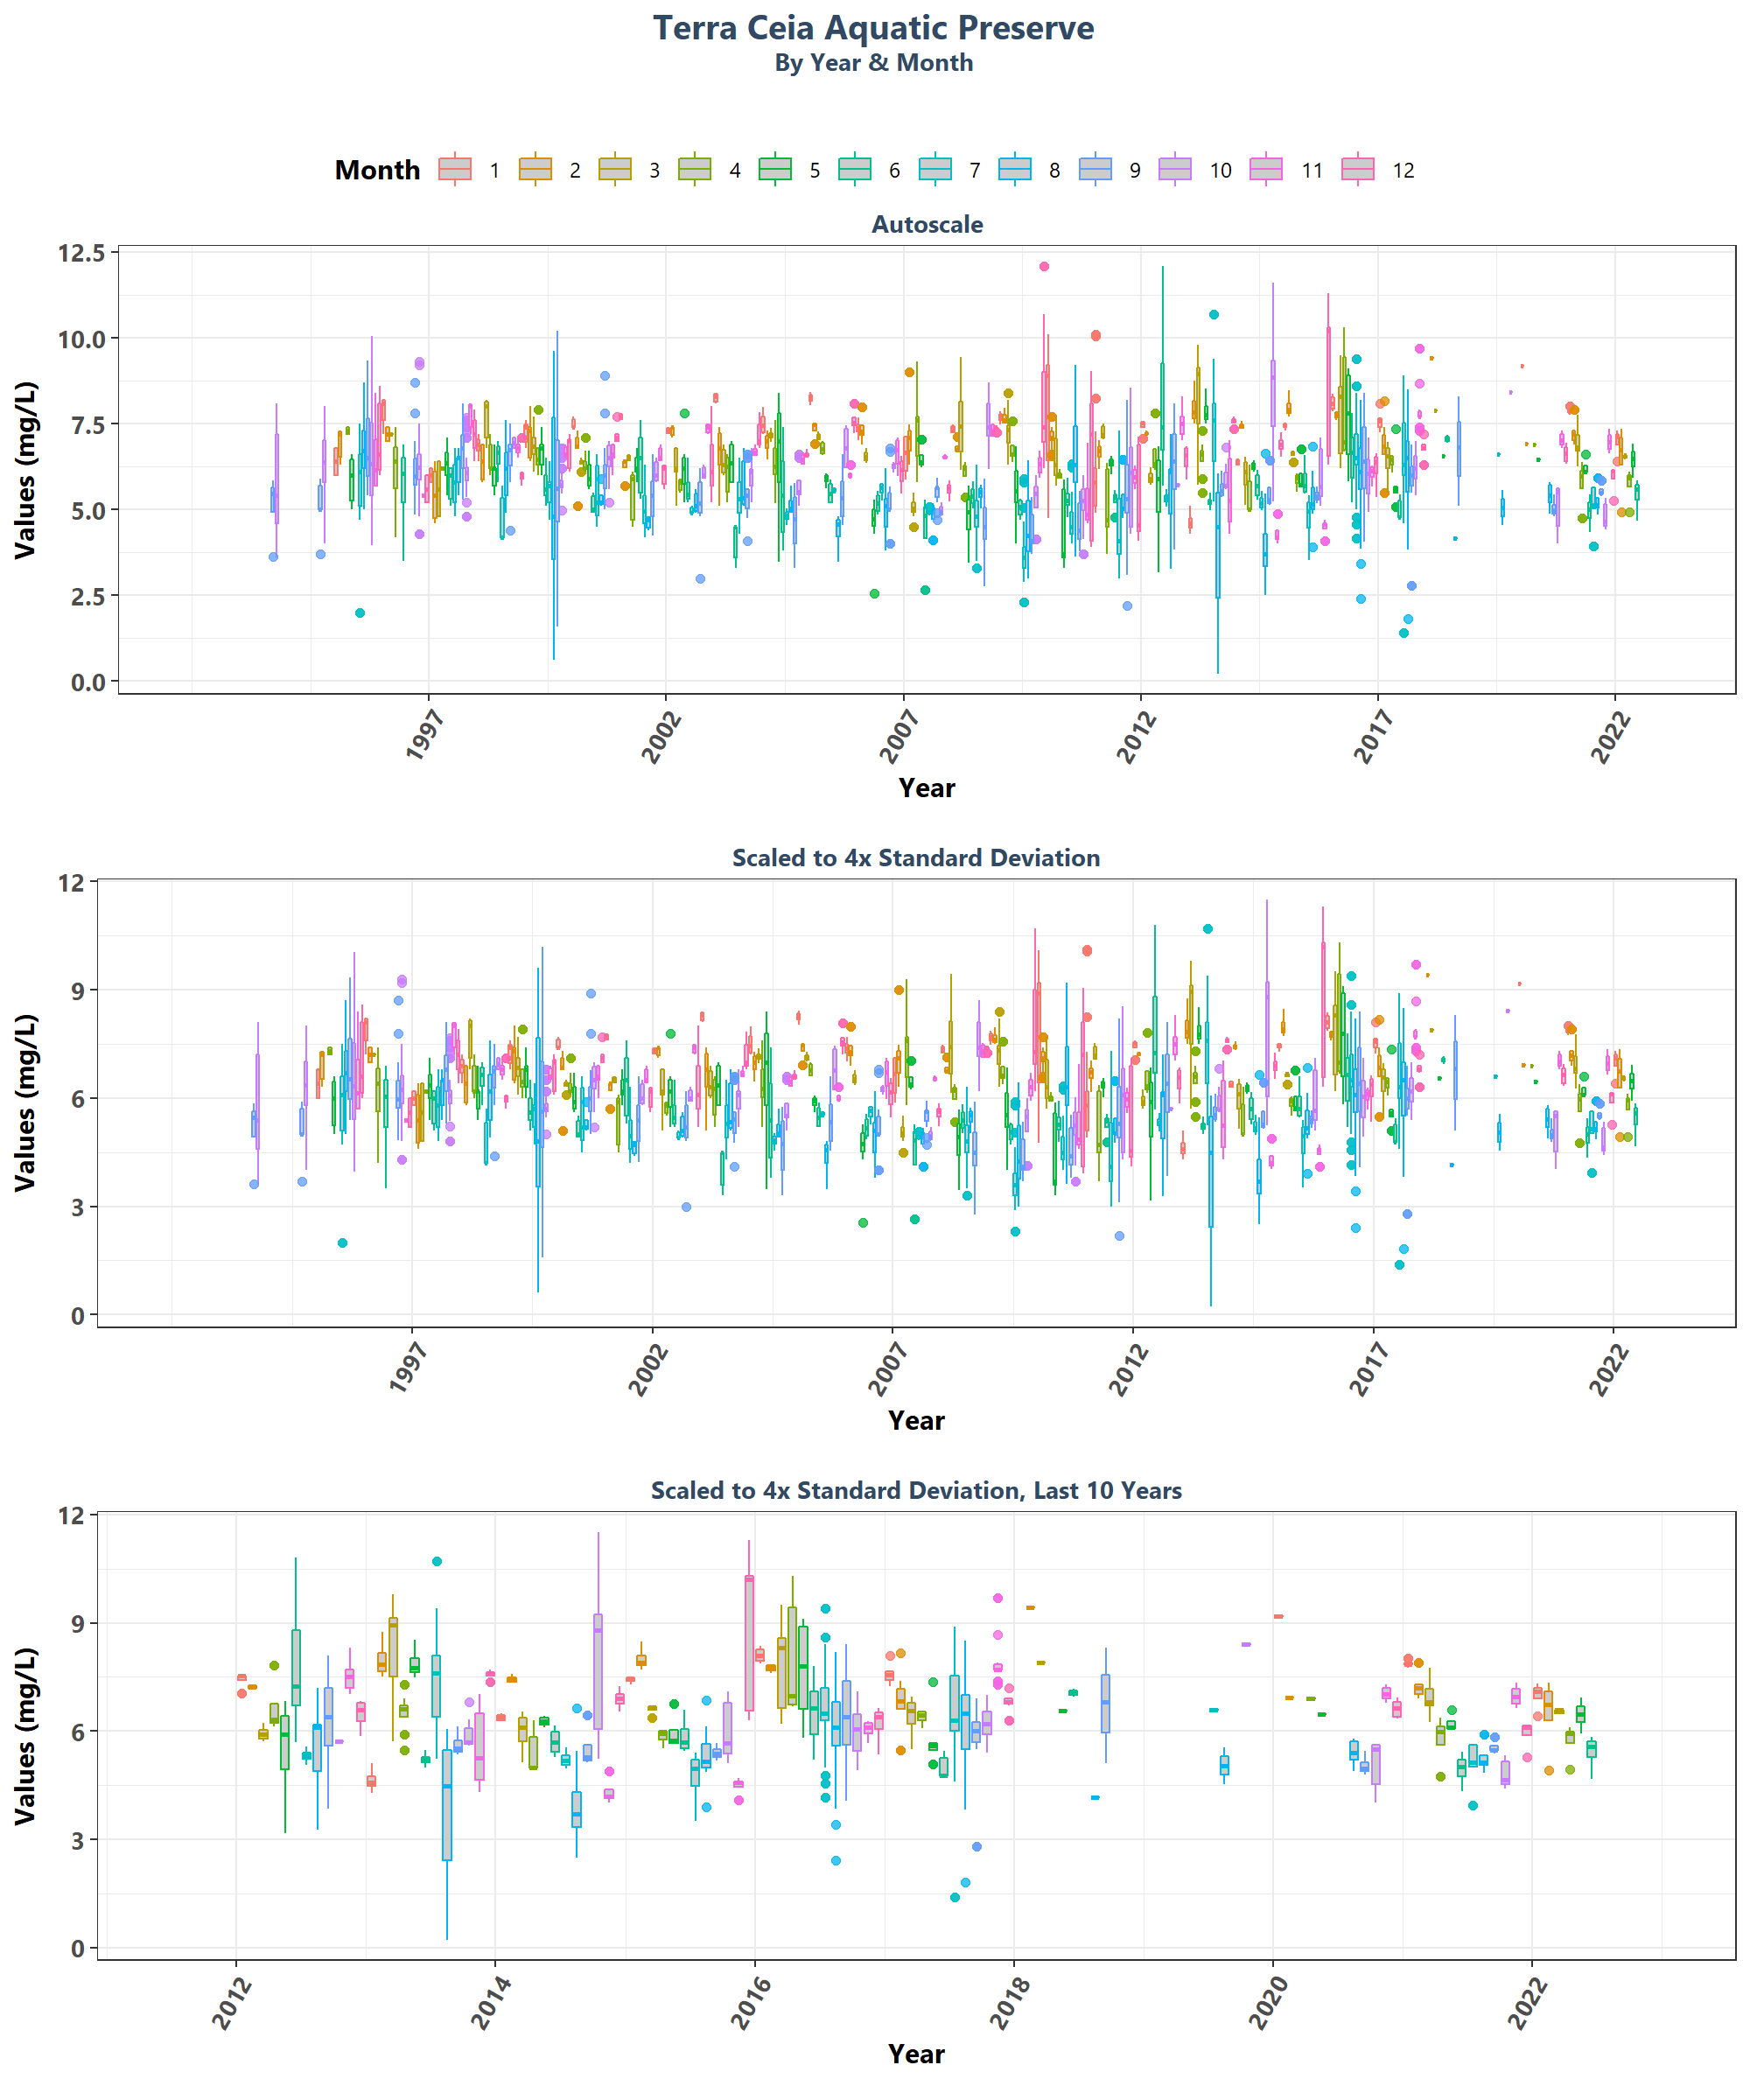 Terra Ceia Aquatic Preserve
By Year & Month
Month 1 2 3 4 5 6 7 8 9 10 11 12
Autoscale
12.5
10.0
7.5
5.0
2.5
0.0
Values (mg/L)
1997 2002 2007 2012 2017 2022
Year
Scaled to 4x Standard Deviation
12
9
6
3
0
Values (mg/L)
1997 2002 2007 2012 2017 2022
Year
Scaled to 4x Standard Deviation, Last 10 Years
12
9
6
3
0
Values (mg/L)
2012 2014 2016 2018 2020 2022
Year